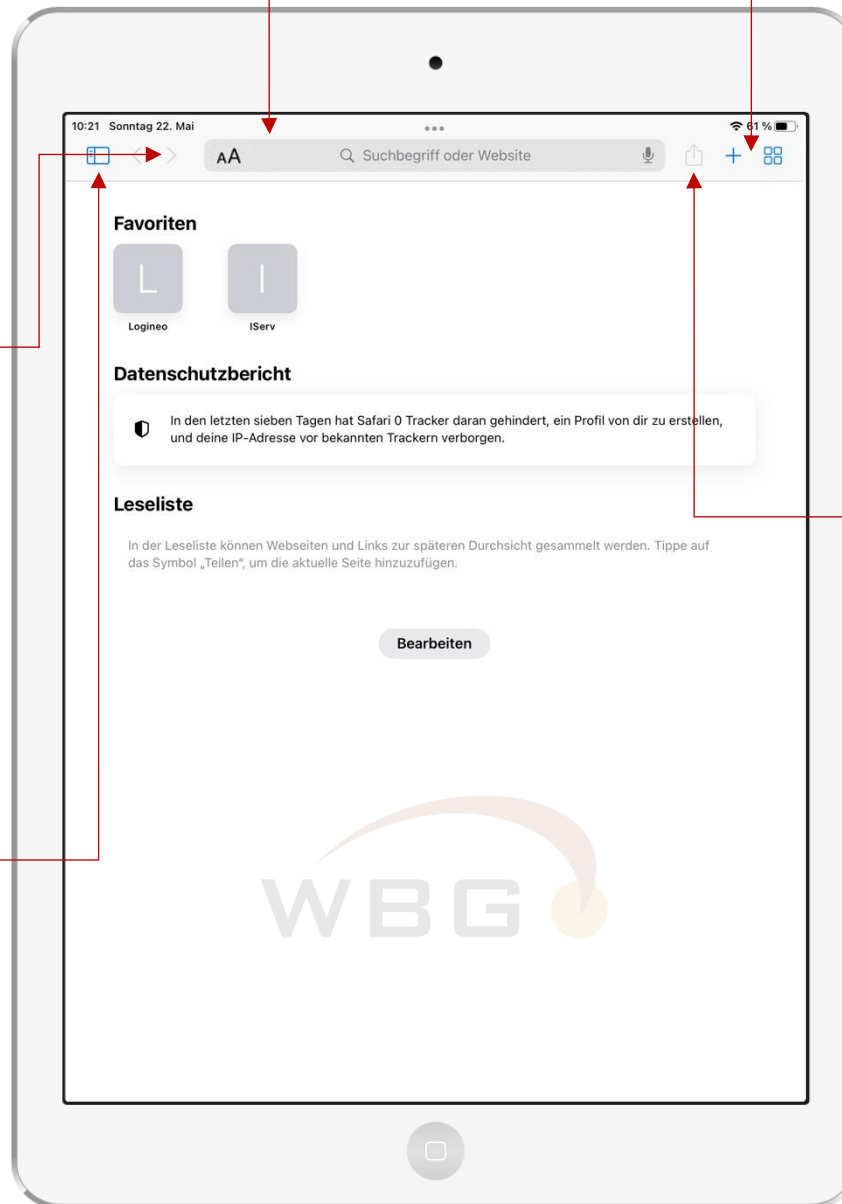 10:21 Sonntag 22. Mai
61 %
AA Suchbegriff oder Website
Favoriten
L I
Logineo IServ
Datenschutzbericht
In den letzten sieben Tagen hat Safari 0 Tracker daran gehindert, ein Profil von dir zu erstellen,
und deine IP-Adresse vor bekannten Trackern verborgen.
Leseliste
In der Leseliste können Webseiten und Links zur späteren Durchsicht gesammelt werden. Tippe auf
das Symbol „Teilen“, um die aktuelle Seite hinzuzufügen.
Bearbeiten
WBG